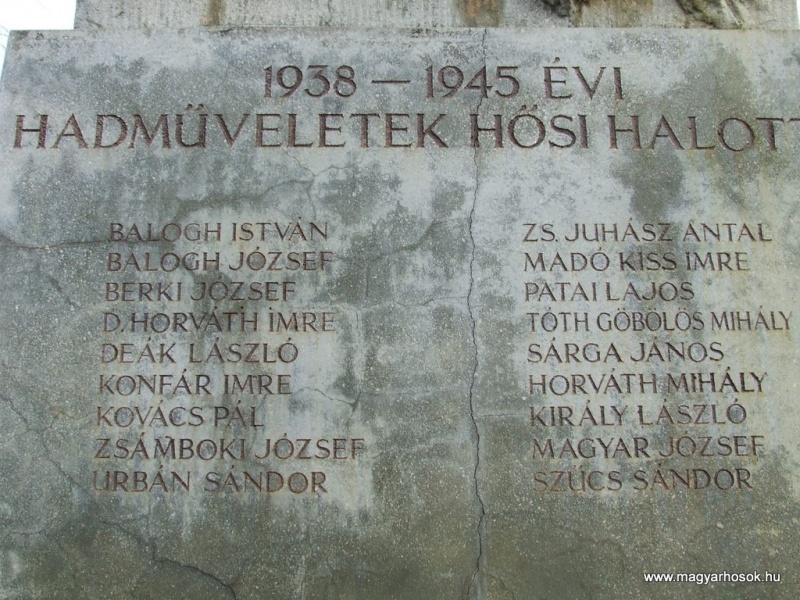 1938 — 1945 ÉVI
HADMŰVELETEK HŐSI HALOTT
BALOGH ISTVÁN
BALOGH JÓZSEF
BERKI JÓZSEF
D. HORVÁTH IMRE
DEÁK LÁSZLÓ
KONFÁR IMRE
KOVÁCS PÁL
ZSÁMBOKI JÓZSEF
URBÁN SÁNDOR
ZS. JUHÁSZ ANTAL
MADÓ KISS IMRE
PATAI LAJOS
TÓTH GÖBÖLÖS MIHÁLY
SÁRGA JÁNOS
HORVÁTH MIHÁLY
KIRÁLY LÁSZLÓ
MAGYAR JÓZSEF
SZÜCS SÁNDOR
www.magyarhosok.hu